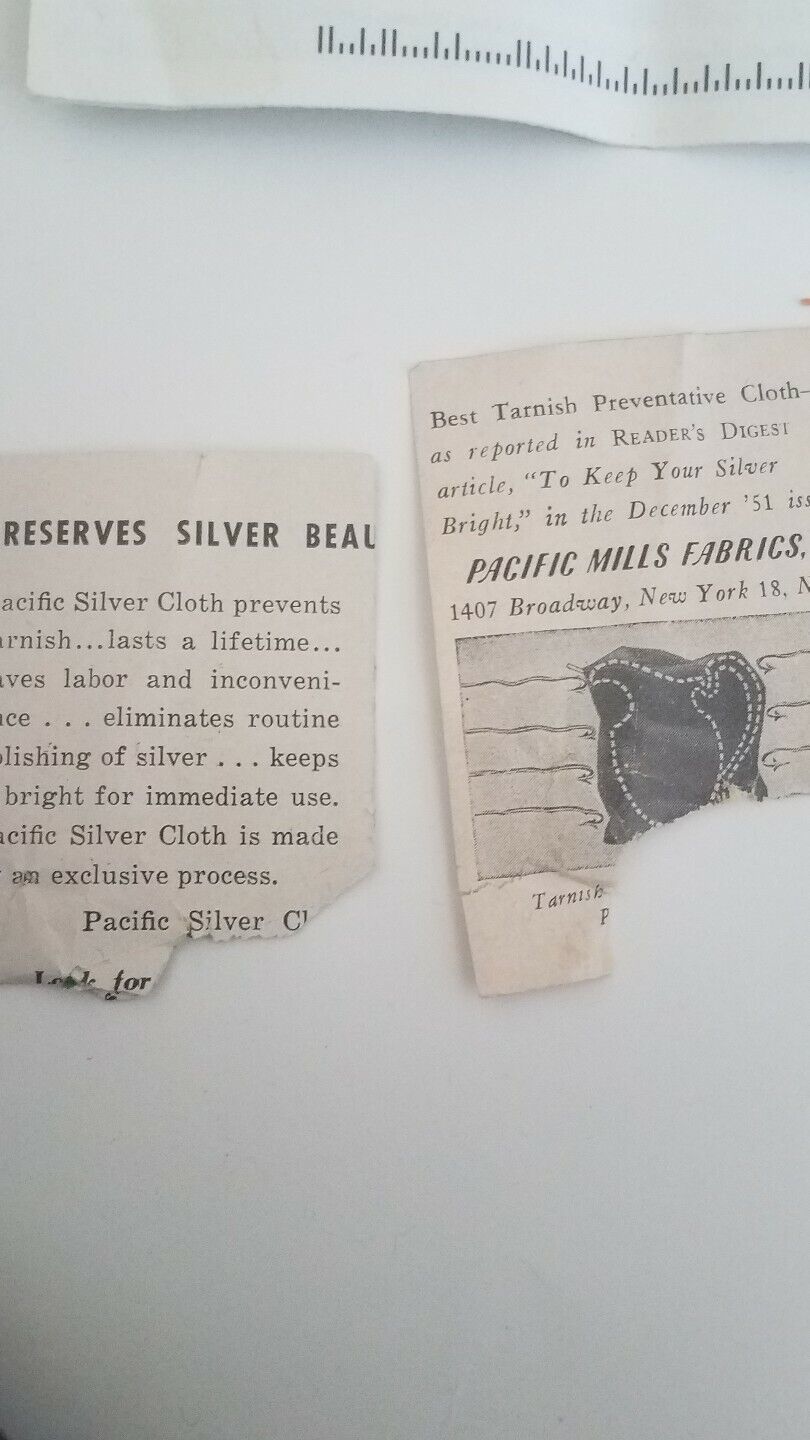 RESERVES SILVER BEAU
acific Silver Cloth prevents
arnish...lasts a lifetime...
aves labor and inconveni-
nce . . . eliminates routine
olishing of silver . . . keeps
bright for immediate use.
acific Silver Cloth is made
an exclusive process.
Pacific Silver Cl
Look for
Best Tarnish Preventative Cloth—
as reported in READER'S DIGEST
article, "To Keep Your Silver
Bright," in the December '51 iss
PACIFIC MILLS FABRICS,
1407 Broadway, New York 18, N
Tarnish
P